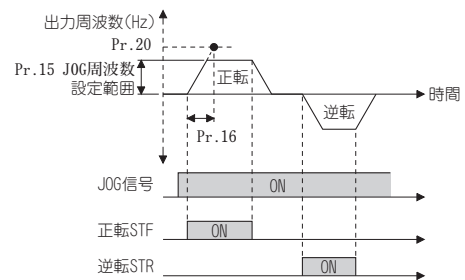 出力周波数(Hz)
Pr.20
Pr.15 JOG周波数
設定範囲
正転
時間
逆転
Pr.16
JOG信号
ON
正転STF
ON
逆転STR
ON